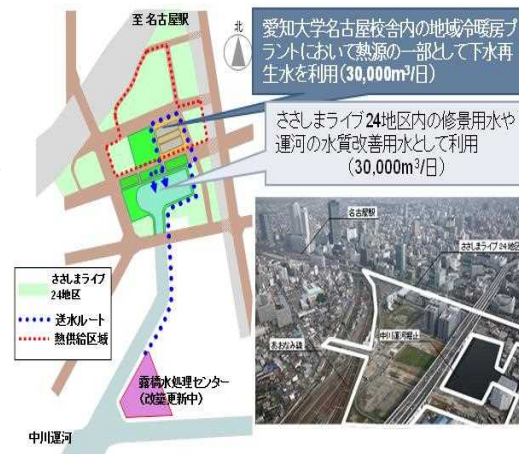 至 名古屋駅
北
愛知大学名古屋校舎内の地域冷暖房プ
ラントにおいて熱源の一部として下水再
生水を利用(30,000m³/日)
ささしまライブ24地区内の修景用水や
運河の水質改善用水として利用
(30,000m³/日)
ささしまライブ
24地区
送水ルート
熱供給区域
露橋水処理センター
(改築更新中)
中川運河
名古屋駅
ささしまライブ24地区
あおなみ線
中川運河堀止